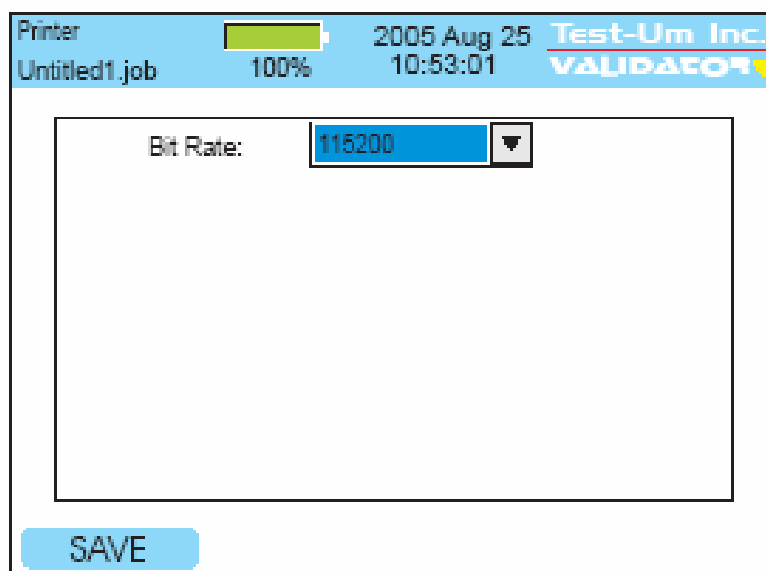 Printer
Untitled1.job
100%
2005 Aug 25
10:53:01
Test-Um Inc.
VALIDATOR
Bit Rate:
115200
SAVE